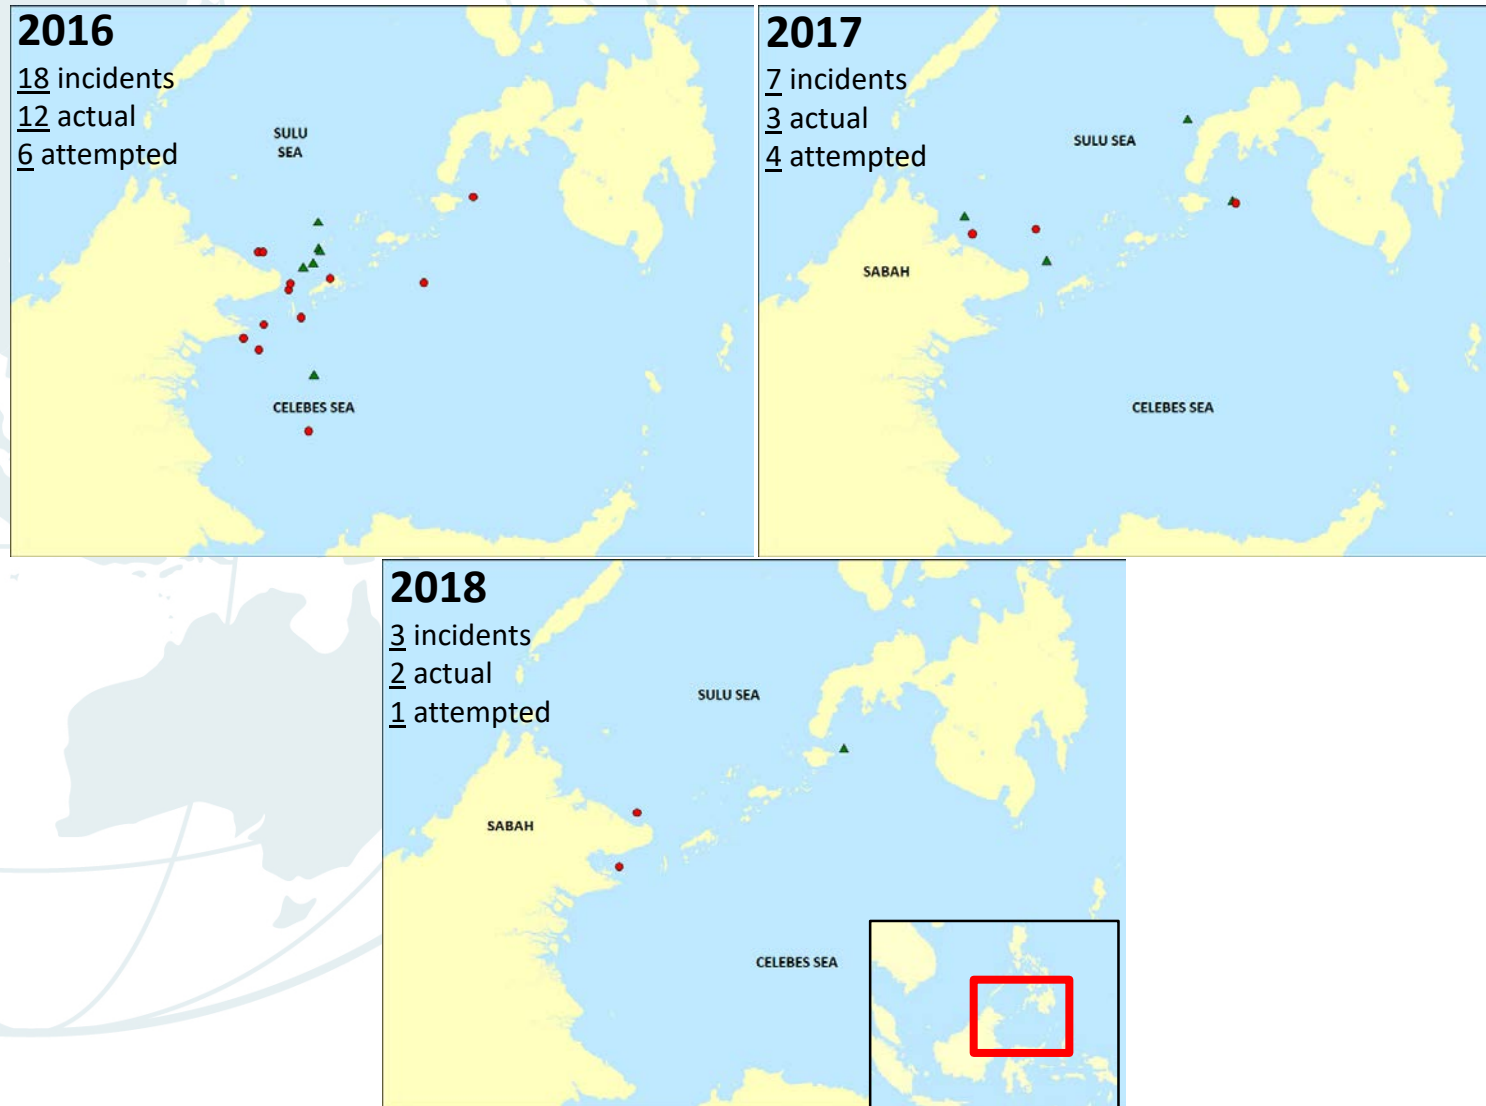 2016
18 incidents
12 actual
6 attempted
SULU
SEA
CELEBES SEA
2017
7 incidents
3 actual
4 attempted
SULU SEA
SABAH
CELEBES SEA
2018
3 incidents
2 actual
1 attempted
SULU SEA
SABAH
CELEBES SEA